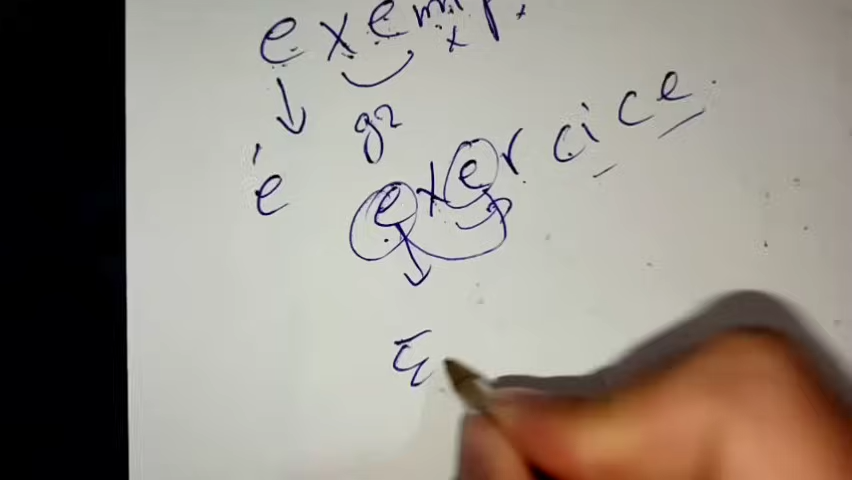 exemp
gz
é
exercice
ε